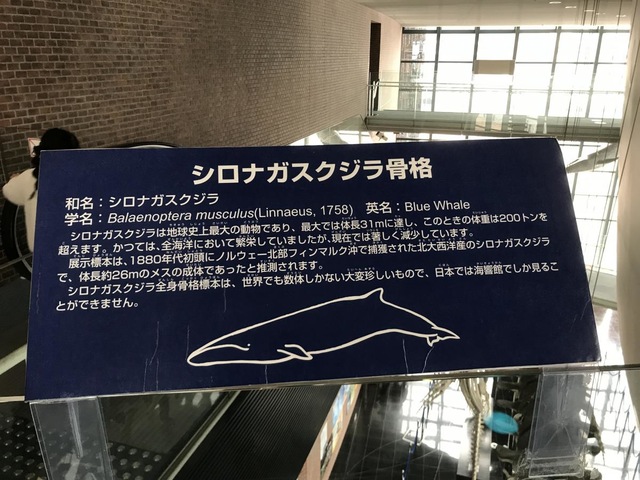 シロナガスクジラ骨格
和名：シロナガスクジラ
学名：Balaenoptera musculus(Linnaeus, 1758)　英名：Blue Whale
シロナガスクジラは地球史上最大の動物であり、最大では体長31mに達し、このときの体重は200トンを
超えます。かつては、全海洋において繁栄していましたが、現在では著しく減少しています。
展示標本は、1880年代初頭にノルウェー北部フィンマルク沖で捕獲された北大西洋産のシロナガスクジラ
で、体長約26mのメスの成体であったと推測されます。
シロナガスクジラ全身骨格標本は、世界でも数体しかない大変珍しいもので、日本では海響館でしか見るこ
とができません。